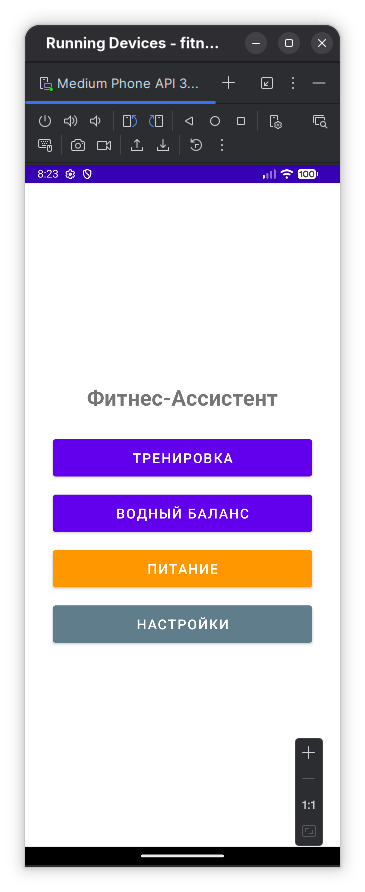 Running Devices - fitn...
Medium Phone API 3...
8:23
100
Фитнес-Ассистент
ТРЕНИРОВКА
ВОДНЫЙ БАЛАНС
ПИТАНИЕ
НАСТРОЙКИ
1:1